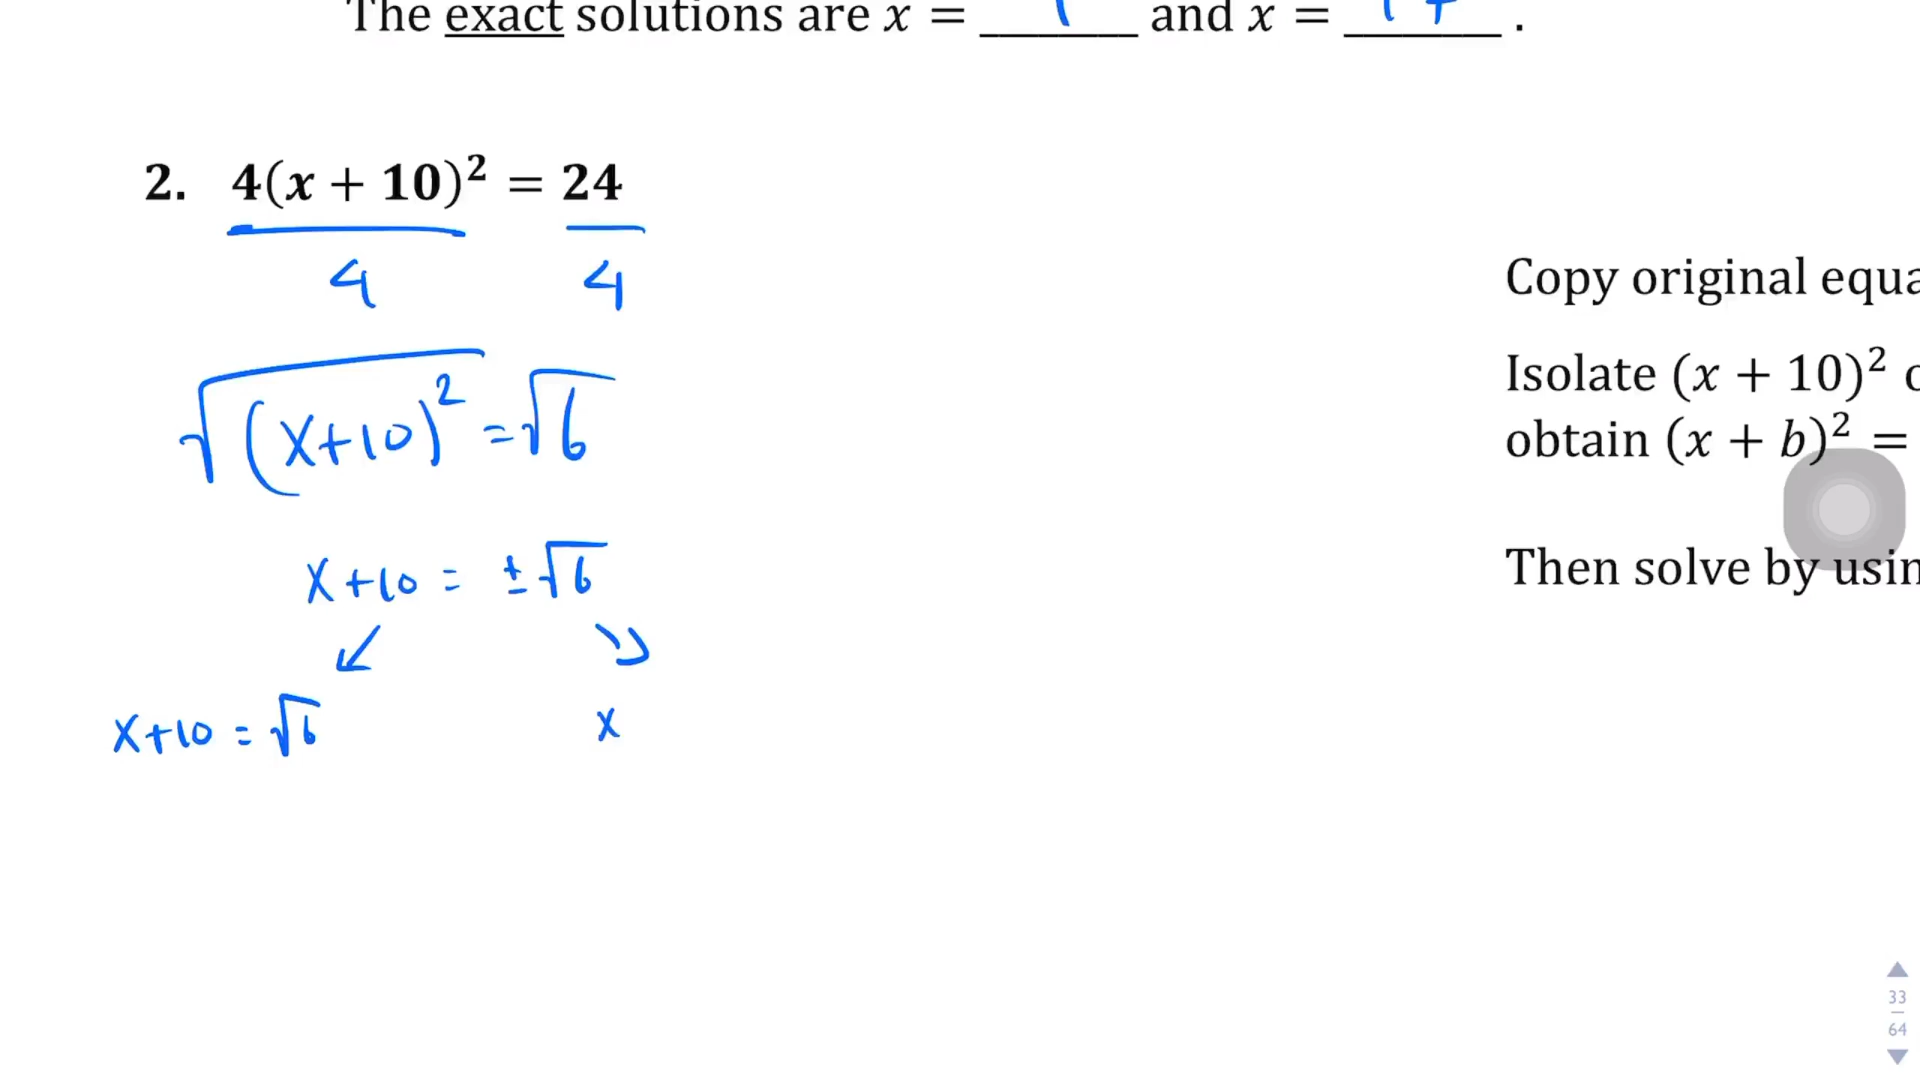 The exact solutions are x = _______ and x = _______ .
2. 4(x + 10)² = 24
4 4
√(x+10)² = √6
x+10 = ±√6
x+10 = √6 x
Copy original equa
Isolate (x + 10)²
obtain (x + b)² =
Then solve by usin
33
64